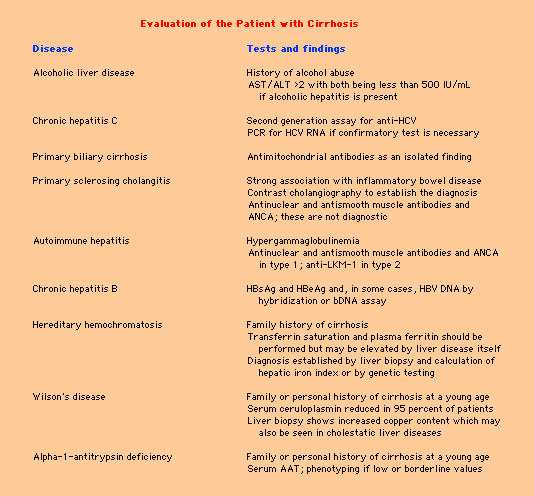 Evaluation of the Patient with Cirrhosis
Disease Tests and findings
Alcoholic liver disease History of alcohol abuse
AST/ALT >2 with both being less than 500 IU/mL
if alcoholic hepatitis is present
Chronic hepatitis C Second generation assay for anti-HCV
PCR for HCV RNA if confirmatory test is necessary
Primary biliary cirrhosis Antimitochondrial antibodies as an isolated finding
Primary sclerosing cholangitis Strong association with inflammatory bowel disease
Contrast cholangiography to establish the diagnosis
Antinuclear and antismooth muscle antibodies and
ANCA; these are not diagnostic
Autoimmune hepatitis Hypergammaglobulinemia
Antinuclear and antismooth muscle antibodies and ANCA
in type 1; anti-LKM-1 in type 2
Chronic hepatitis B HBsAg and HBeAg and, in some cases, HBV DNA by
hybridization or bDNA assay
Hereditary hemochromatosis Family history of cirrhosis
Transferrin saturation and plasma ferritin should be
performed but may be elevated by liver disease itself
Diagnosis established by liver biopsy and calculation of
hepatic iron index or by genetic testing
Wilson's disease Family or personal history of cirrhosis at a young age
Serum ceruloplasmin reduced in 95 percent of patients
Liver biopsy shows increased copper content which may
also be seen in cholestatic liver diseases
Alpha-1-antitrypsin deficiency Family or personal history of cirrhosis at a young age
Serum AAT; phenotyping if low or borderline values